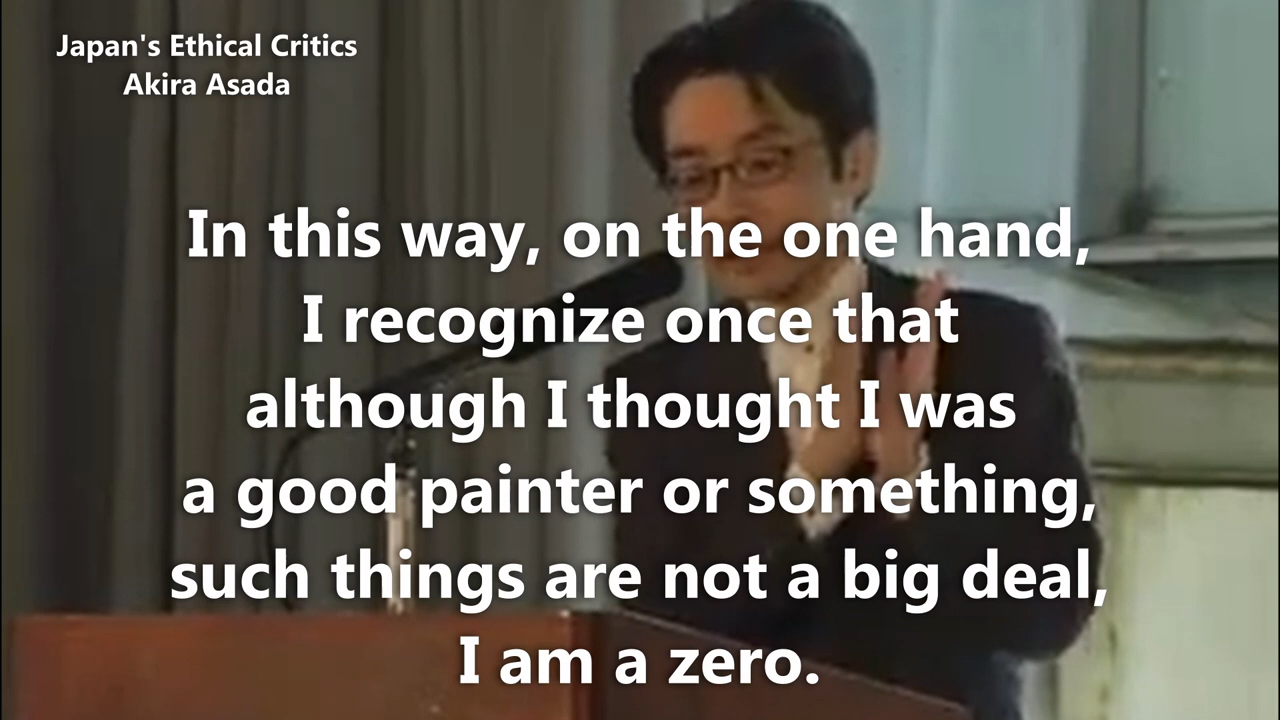 Japan's Ethical Critics
Akira Asada
In this way, on the one hand,
I recognize once that
although I thought I was
a good painter or something,
such things are not a big deal,
I am a zero.